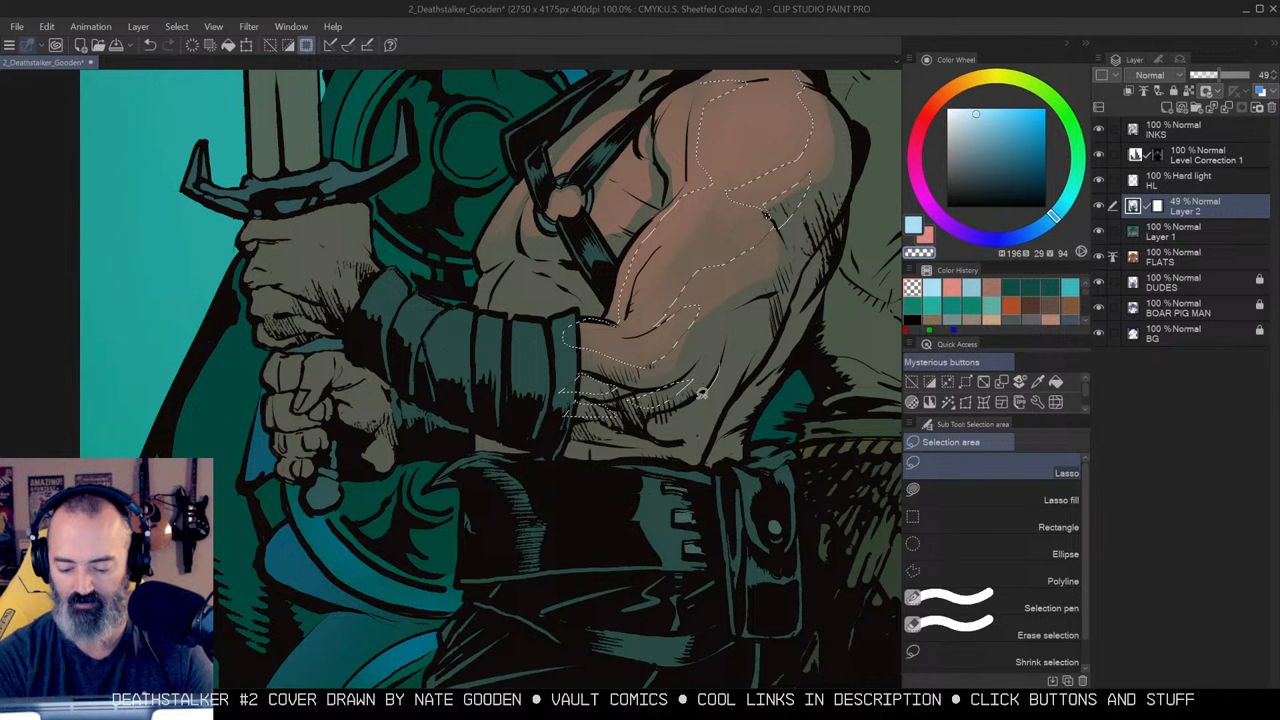 2_Deathstalker_Gooden* (2750 x 4175px 400dpi 100.0% : CMYK:U.S. Sheetfed Coated v2) - CLIP STUDIO PAINT PRO
File Edit Animation Layer Select View Filter Window Help
2_Deathstalker_Gooden*
Color Wheel
H 196 S 29 V 94
Color History
Quick Access
Mysterious buttons
Sub Tool: Selection area
Selection area
Lasso
Lasso fill
Rectangle
Ellipse
Polyline
Selection pen
Erase selection
Shrink selection
Layer
Normal 49
100 % Normal
INKS
100 % Normal
Level Correction 1
100 % Hard light
HL
49 % Normal
Layer 2
100 % Normal
Layer 1
100 % Normal
FLATS
100 % Normal
DUDES
100 % Normal
BOAR PIG MAN
100 % Normal
BG
AMAZING
DEATHSTALKER #2 COVER DRAWN BY NATE GOODEN • VAULT COMICS • COOL LINKS IN DESCRIPTION • CLICK BUTTONS AND STUFF